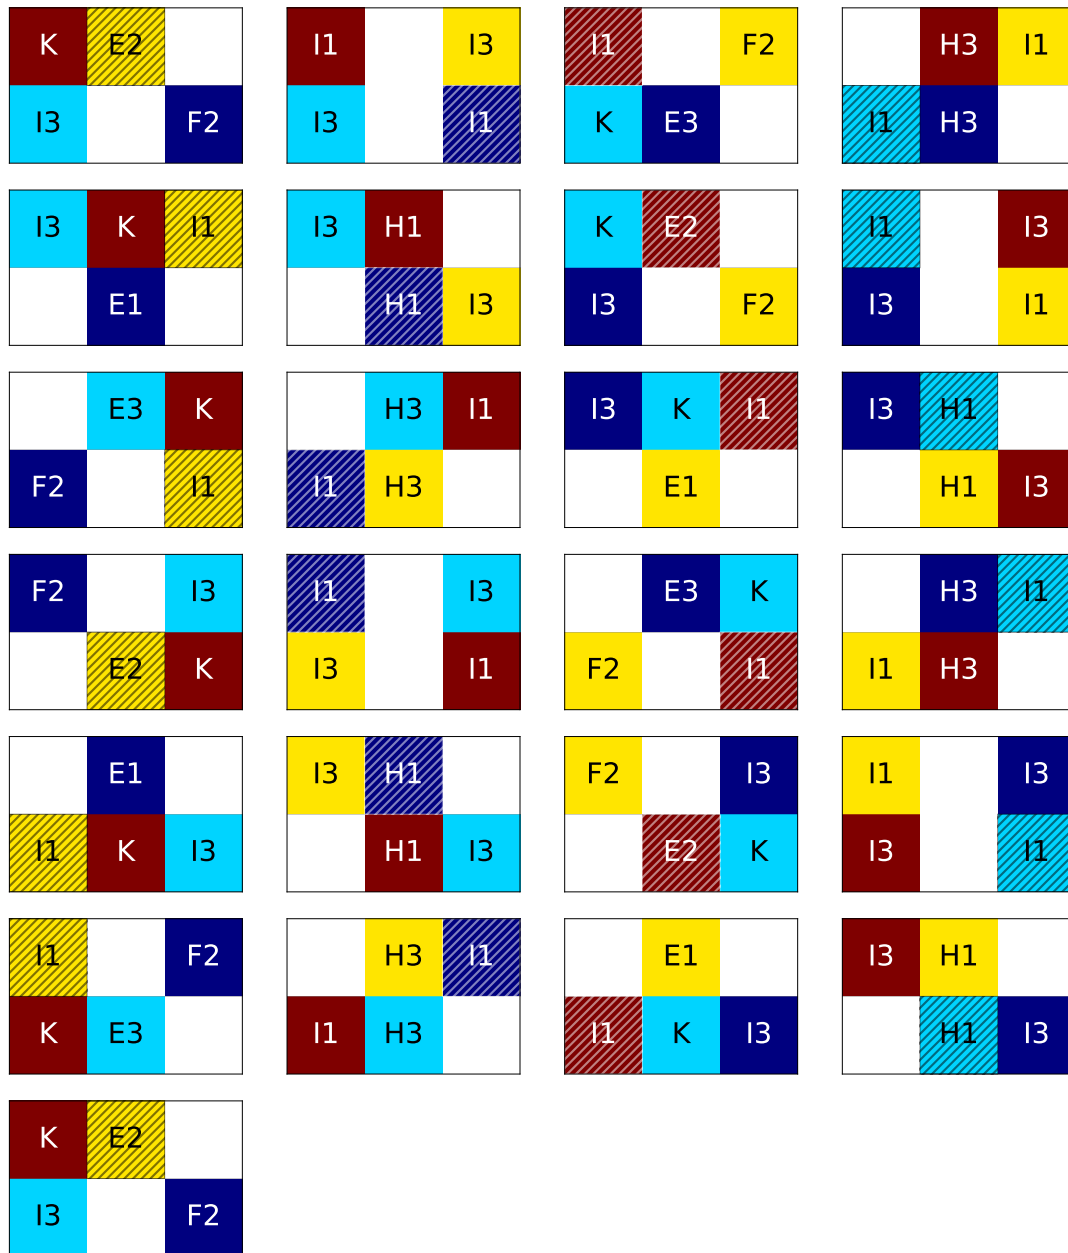 K E2 I1 I3 I1 F2 H3 I1
I3 F2 I3 I1 K E3 I1 H3
I3 K I1 I3 H1 K E2 I1 I3
E1 H1 I3 I3 F2 I3 I1
E3 K H3 I1 I3 K I1 I3 H1
F2 I1 I1 H3 E1 H1 I3
F2 I3 I1 I3 E3 K H3 I1
E2 K I3 I1 F2 I1 I1 H3
E1 I3 H1 F2 I3 I1 I3
I1 K I3 H1 I3 E2 K I3 I1
I1 F2 H3 I1 E1 I3 H1
K E3 I1 H3 I1 K I3 H1 I3
K E2
I3 F2